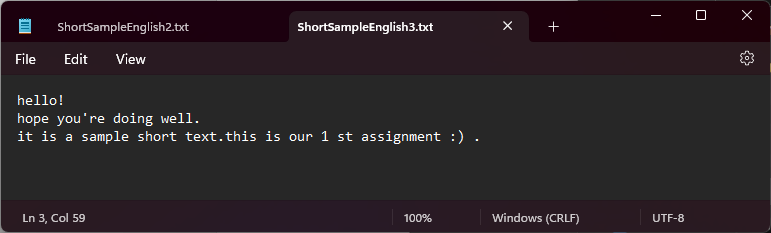 ShortSampleEnglish2.txt ShortSampleEnglish3.txt
File Edit View
hello!
hope you're doing well.
it is a sample short text.this is our 1 st assignment :) .
Ln 3, Col 59 100% Windows (CRLF) UTF-8